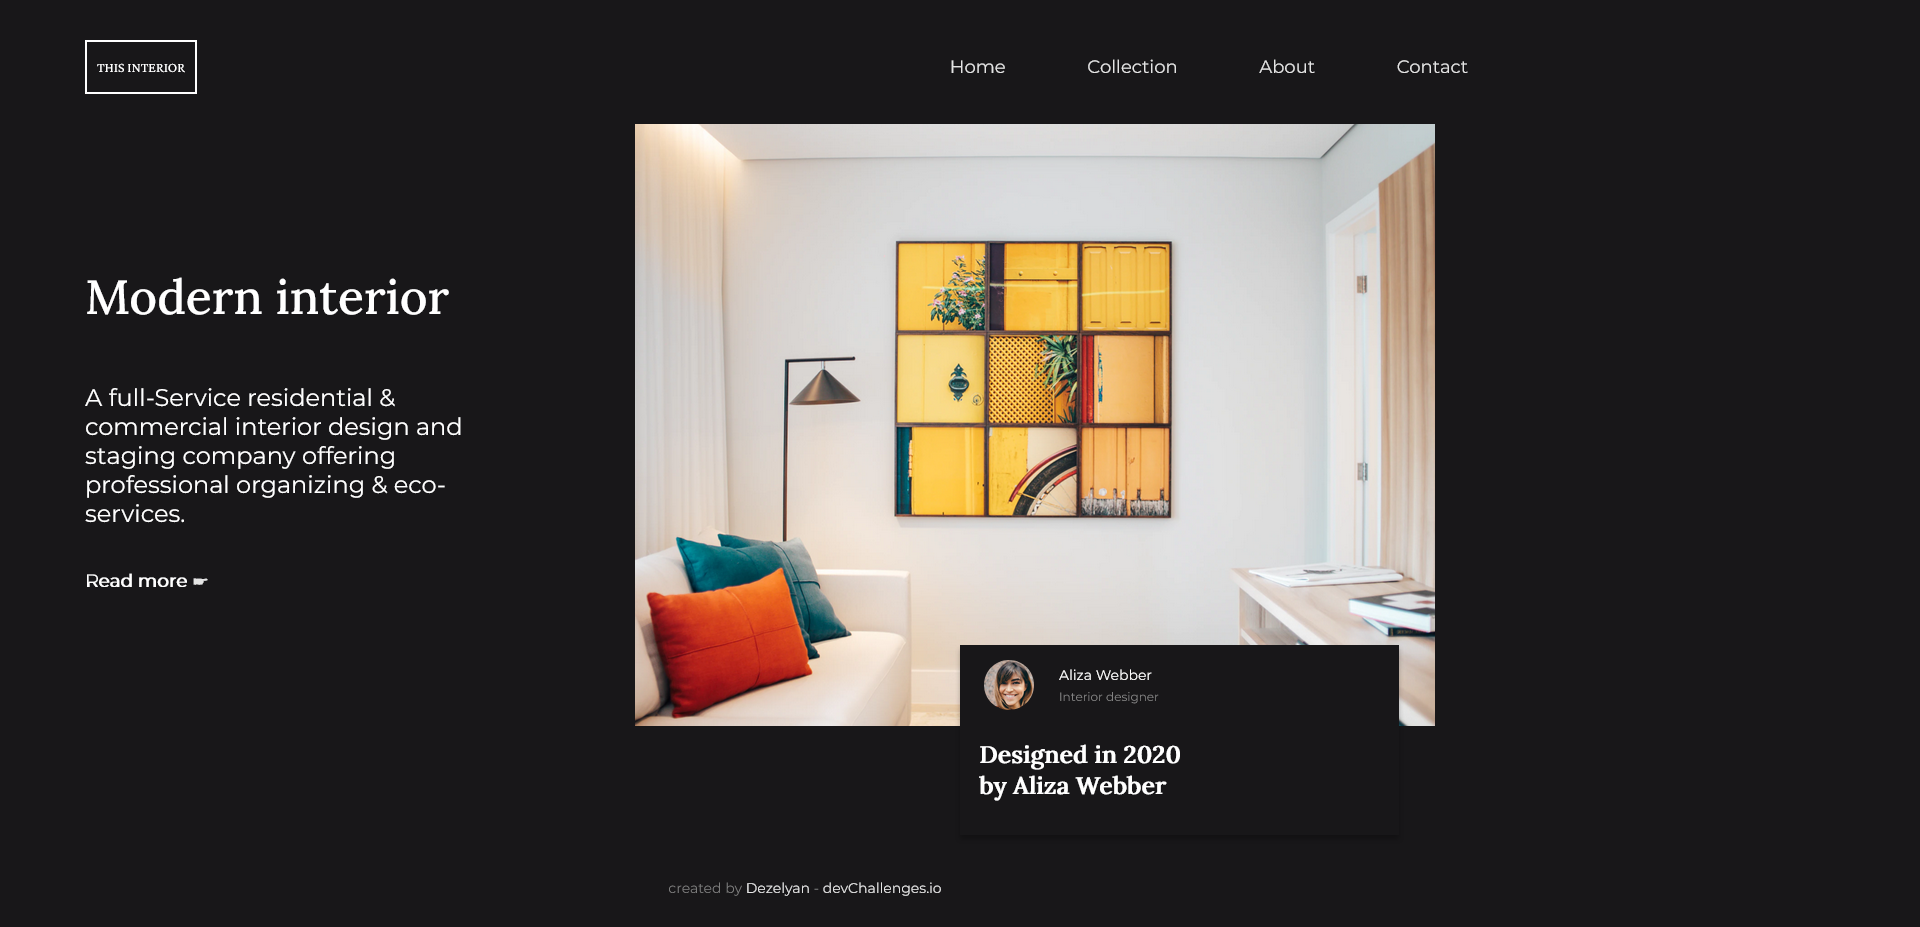 THIS INTERIOR
Home
Collection
About
Contact
Modern interior
A full-Service residential &
commercial interior design and
staging company offering
professional organizing & eco-
services.
Read more
Aliza Webber
Interior designer
Designed in 2020
by Aliza Webber
created by Dezelyan - devChallenges.io